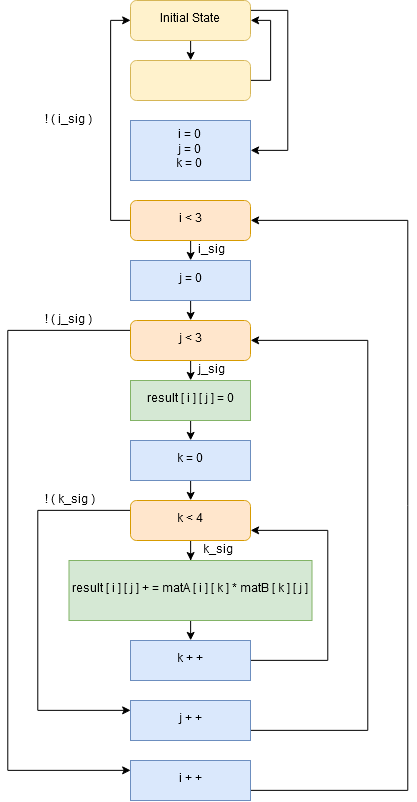 Initial State
! ( i_sig )
i = 0
j = 0
k = 0
i < 3
i_sig
j = 0
! ( j_sig )
j < 3
j_sig
result [ i ] [ j ] = 0
k = 0
! ( k_sig )
k < 4
k_sig
result [ i ] [ j ] + = matA [ i ] [ k ] * matB [ k ] [ j ]
k + +
j + +
i + +